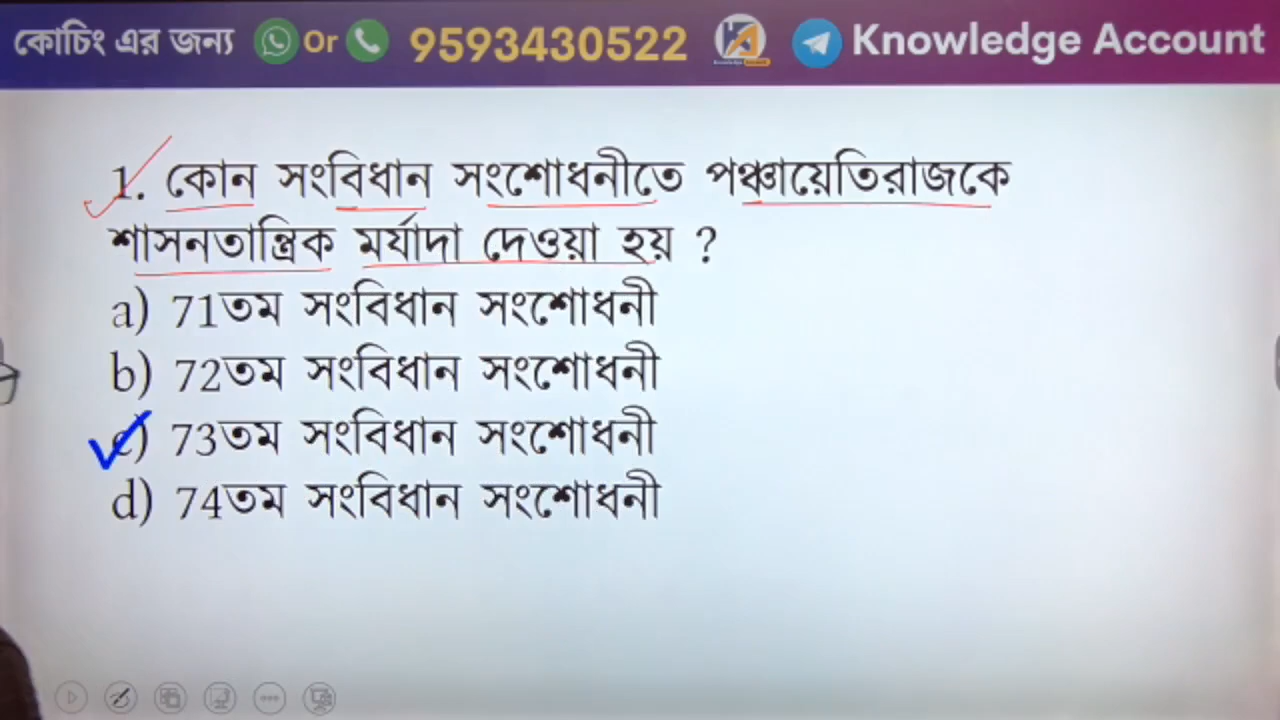 কোচিং এর জন্য Or 9593430522 Knowledge Account
1. কোন সংবিধান সংশোধনীতে পঞ্চায়েতিরাজকে
শাসনতান্ত্রিক মর্যাদা দেওয়া হয় ?
a) 71তম সংবিধান সংশোধনী
b) 72তম সংবিধান সংশোধনী
c) 73তম সংবিধান সংশোধনী
d) 74তম সংবিধান সংশোধনী